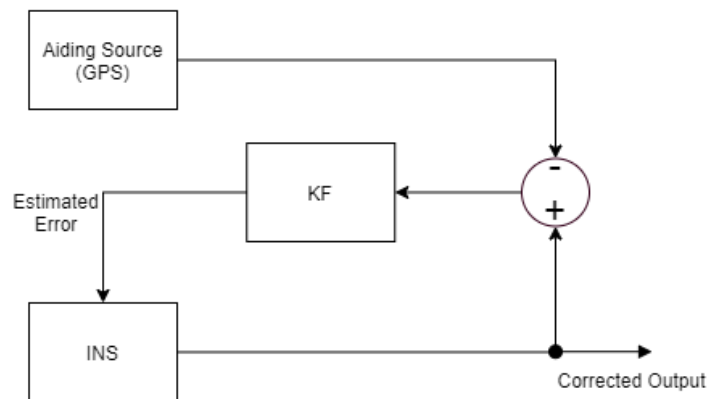 Aiding Source
(GPS)
-
KF
+
Estimated
Error
INS
Corrected Output